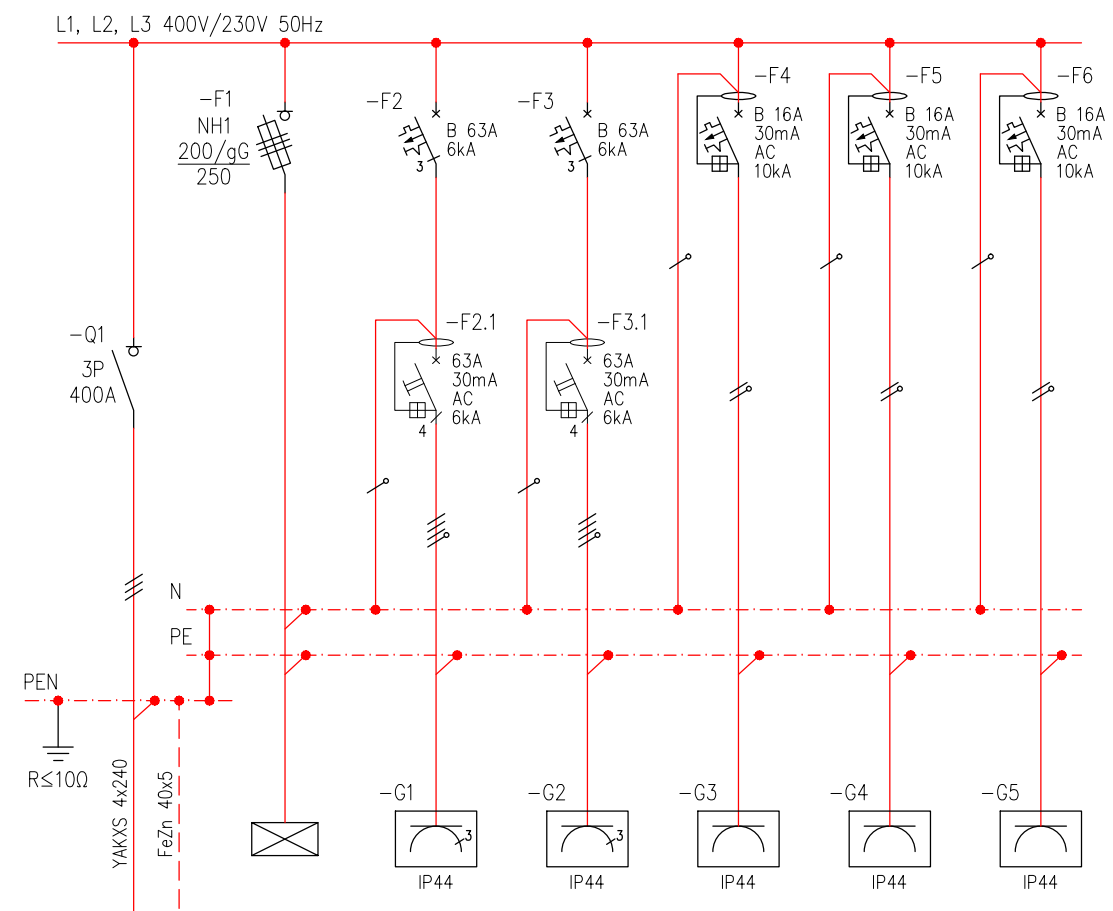 L1, L2, L3 400V/230V 50Hz
-F1
NH1
200/gG
250
-F2
B 63A
6kA
3
-F3
B 63A
6kA
3
-F4
B 16A
30mA
AC
10kA
-F5
B 16A
30mA
AC
10kA
-F6
B 16A
30mA
AC
10kA
-Q1
3P
400A
-F2.1
63A
30mA
AC
6kA
4
-F3.1
63A
30mA
AC
6kA
4
N
PE
PEN
R≤10Ω
YAKXS 4x240
FeZn 40x5
-G1
3
IP44
-G2
3
IP44
-G3
IP44
-G4
IP44
-G5
IP44